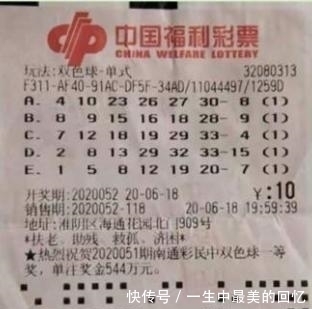 中国福利彩票
CHINA WELFARE LOTTERY
玩法:双色球-单式 32080313
F311-AF40-91AC-DF5F-34AD/11044497/1259D
A. 4 10 23 26 27 30- 8 (1)
B. 8 9 15 16 28 29- 9 (1)
C. 7 12 18 29 33- 4 (1)
D. 2 8 13 29 32 33-15 (1)
E. 1 5 8 12 19 20- 7 (1)
开奖期:2020052 20-06-18 ¥:10
销售期:2020052-118 20-06-18 19:59:39
地址:淮阴区海通花园北门909号
*扶老、助残、救孤、济困*
★热烈祝贺2020051期南通彩民中双色球一等
奖,单注奖金544万元。
快传号 / 一生中最美的回忆